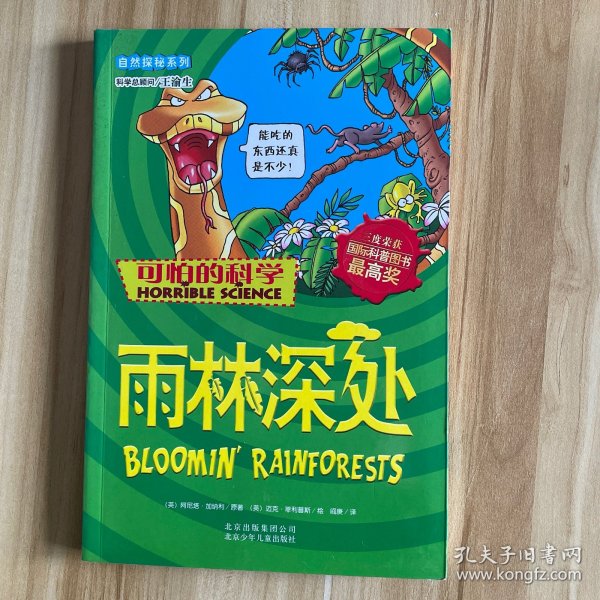 自然探秘系列
科学总顾问/王渝生
能吃的
东西还真
是不少!
三度荣获
国际科普图书
最高奖
可怕的科学
HORRIBLE SCIENCE
雨林深处
BLOOMIN' RAINFORESTS
(英) 阿尼塔·加纳利/原著 (英) 迈克·菲利普斯/绘 阎庚/译
北京出版集团公司
北京少年儿童出版社
孔夫子旧书网
www.kongfz.com